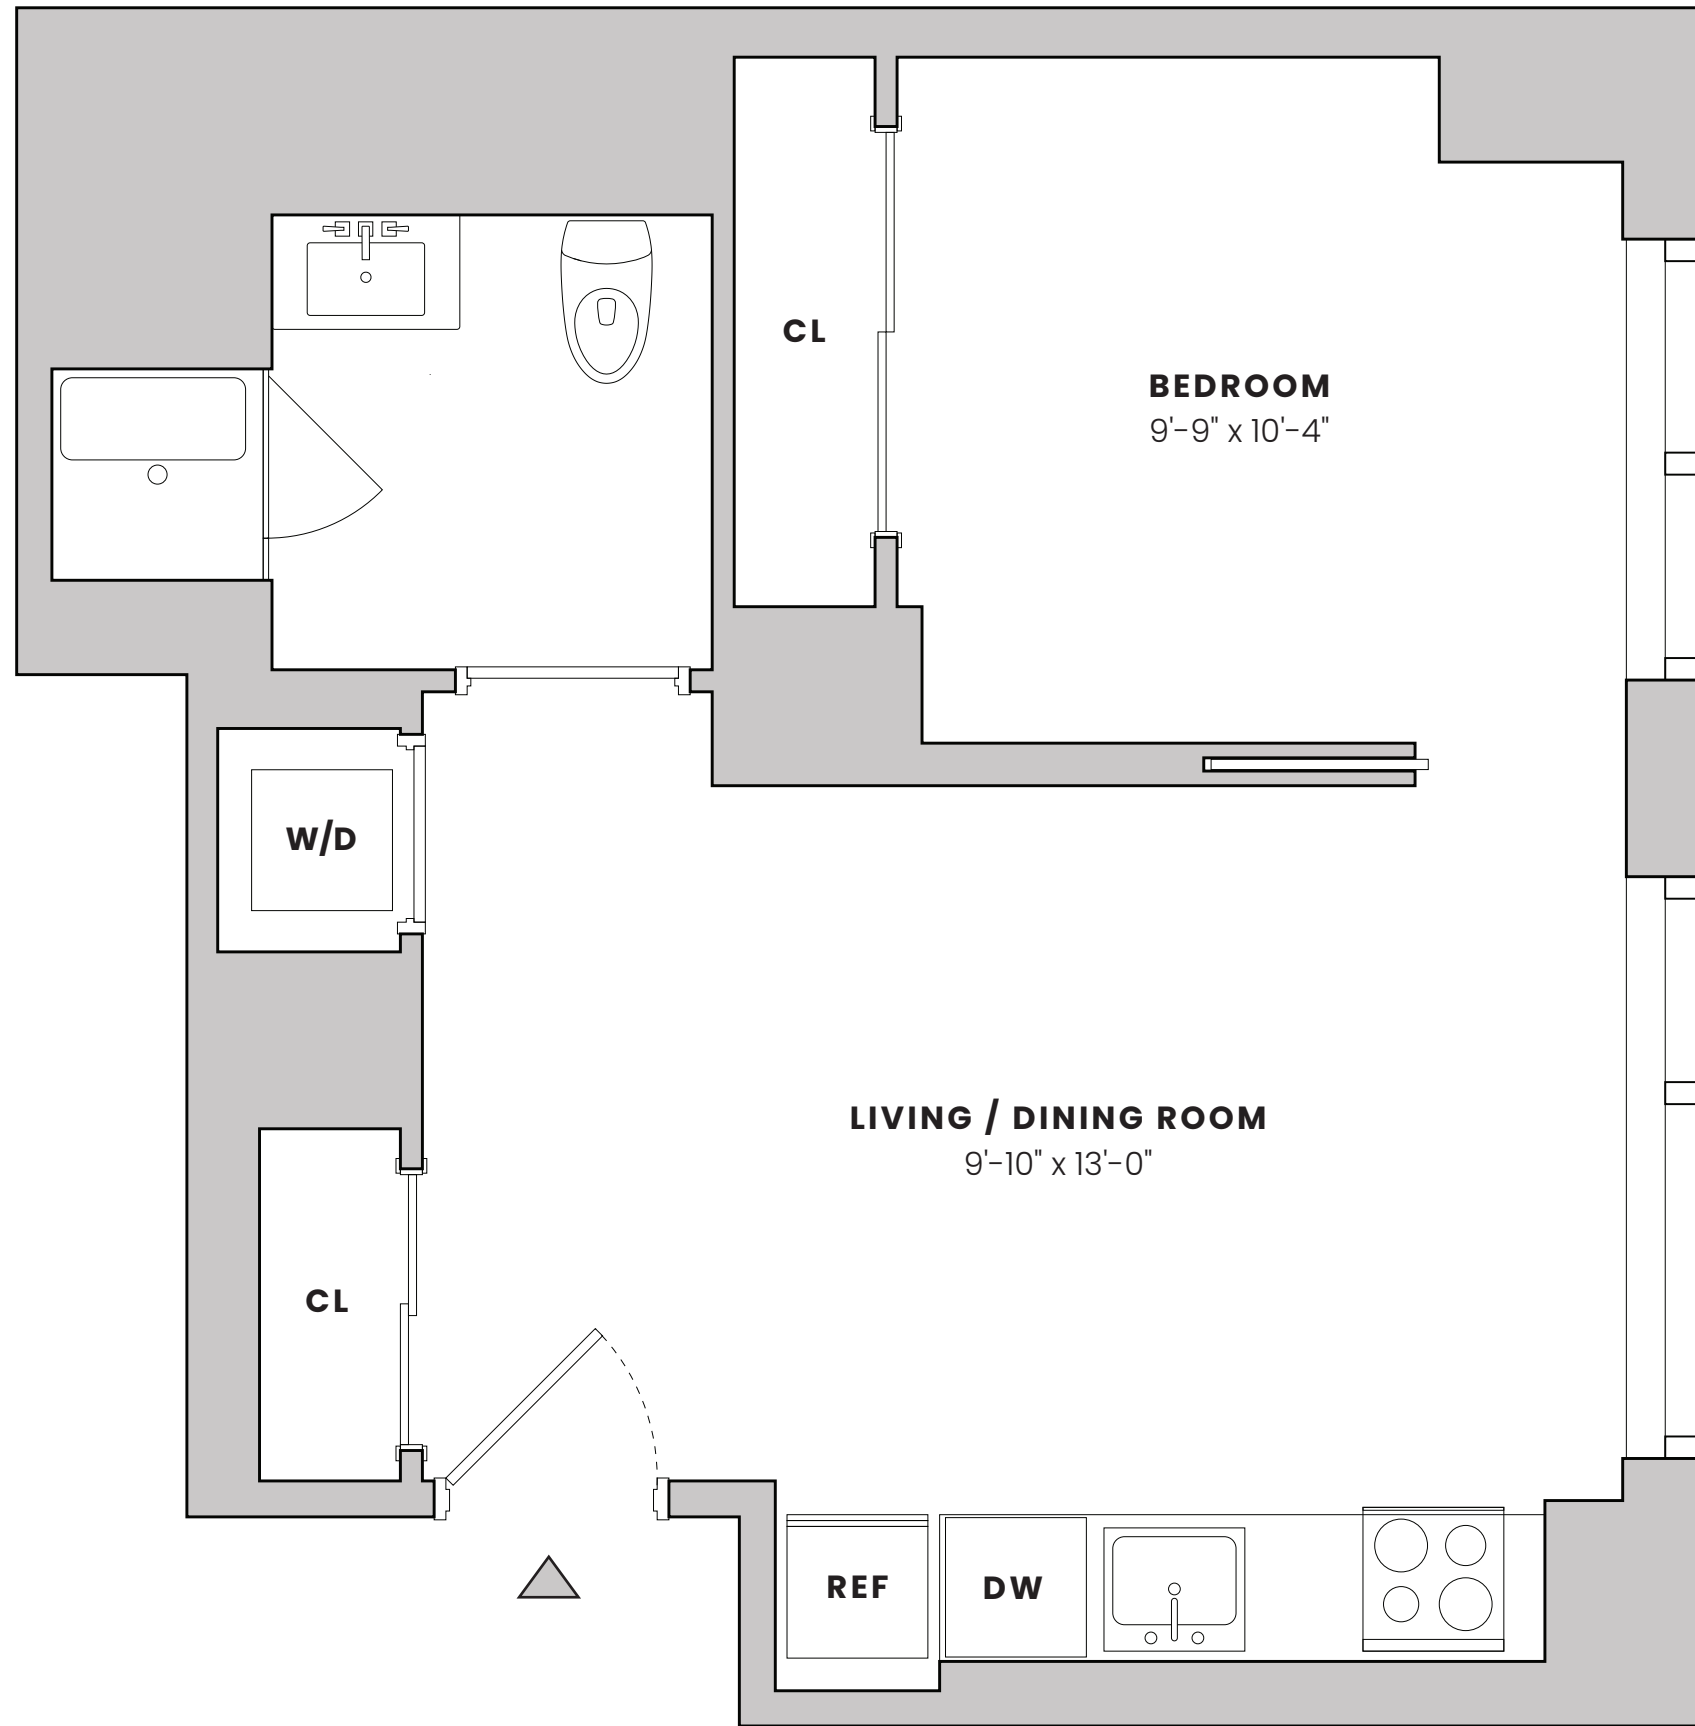 CL
BEDROOM
9'-9" x 10'-4"
W/D
LIVING / DINING ROOM
9'-10" x 13'-0"
CL
REF
DW